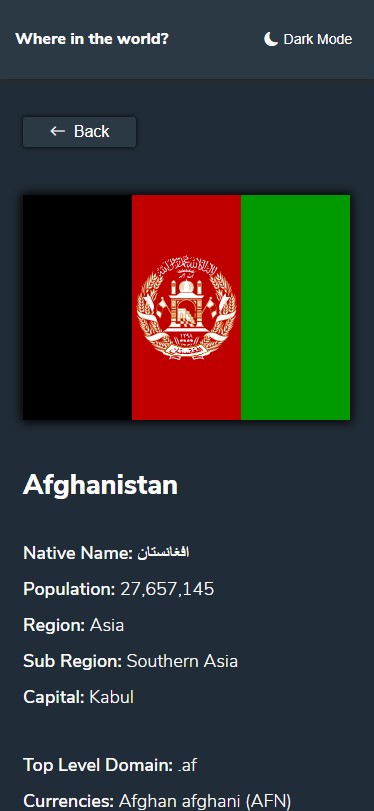 Where in the world?
Dark Mode
Back
افغانستان
Afghanistan
Native Name: افغانستان
Population: 27,657,145
Region: Asia
Sub Region: Southern Asia
Capital: Kabul
Top Level Domain: .af
Currencies: Afghan afghani (AFN)